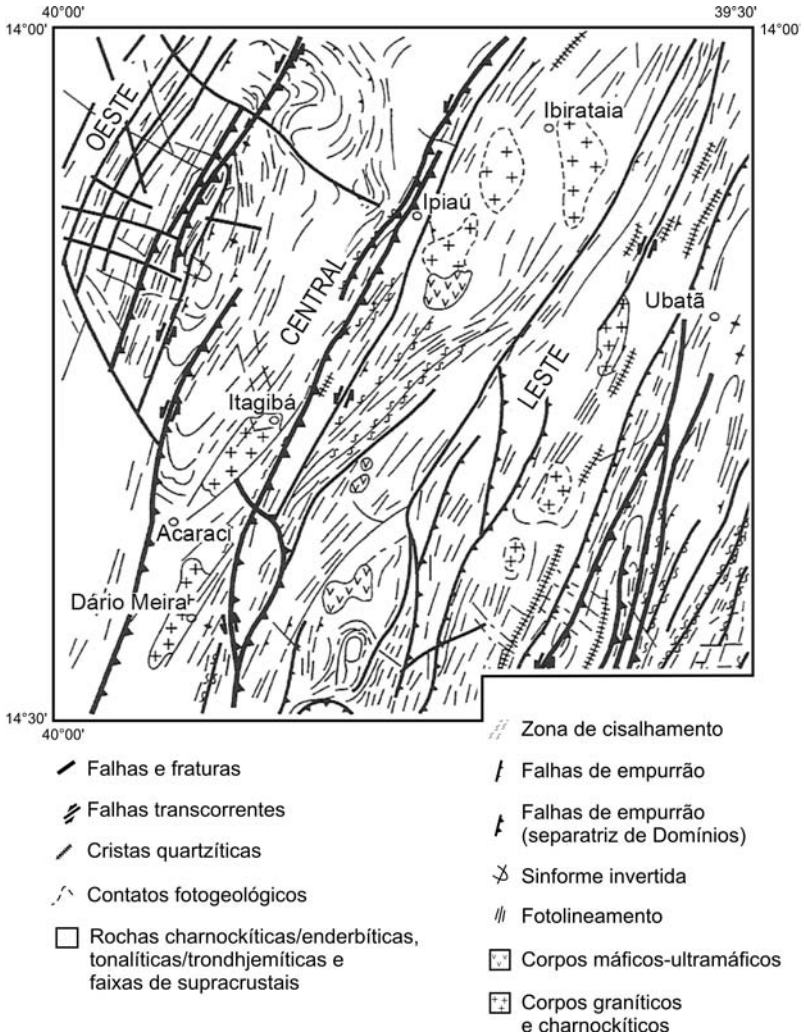 40°00'
39°30'
14°00'
14°00'
OESTE
Ibirataia
Ipiaú
CENTRAL
Ubatã
LESTE
Itagibá
Acaraci
Dário Meira
14°30'
40°00'
Falhas e fraturas
Falhas transcorrentes
Cristas quartzíticas
Contatos fotogeológicos
Rochas charnockíticas/enderbíticas,
tonalíticas/trondhjemíticas e
faixas de supracrustais
Zona de cisalhamento
Falhas de empurrão
Falhas de empurrão
(separatriz de Domínios)
Sinforme invertida
Fotolineamento
Corpos máficos-ultramáficos
Corpos graníticos
e charnockíticos